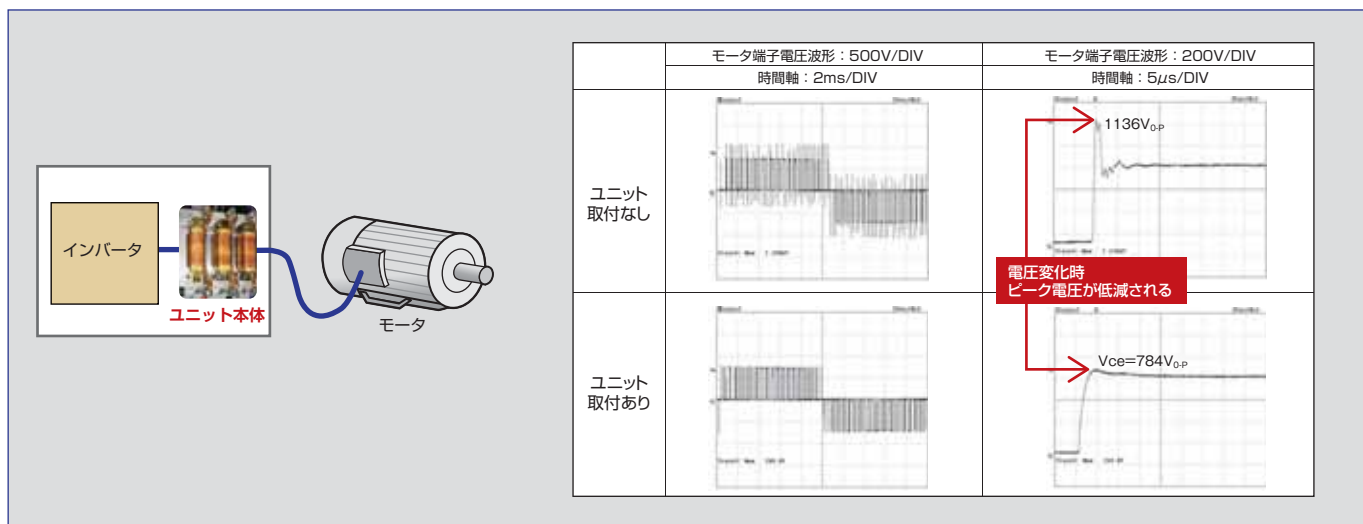 モータ端子電圧波形：500V/DIV
モータ端子電圧波形：200V/DIV
時間軸：2ms/DIV
時間軸：5μs/DIV
ユニット
取付なし
1136V0-P
インバータ
ユニット本体
モータ
電圧変化時
ピーク電圧が低減される
ユニット
取付あり
Vce=784V0-P